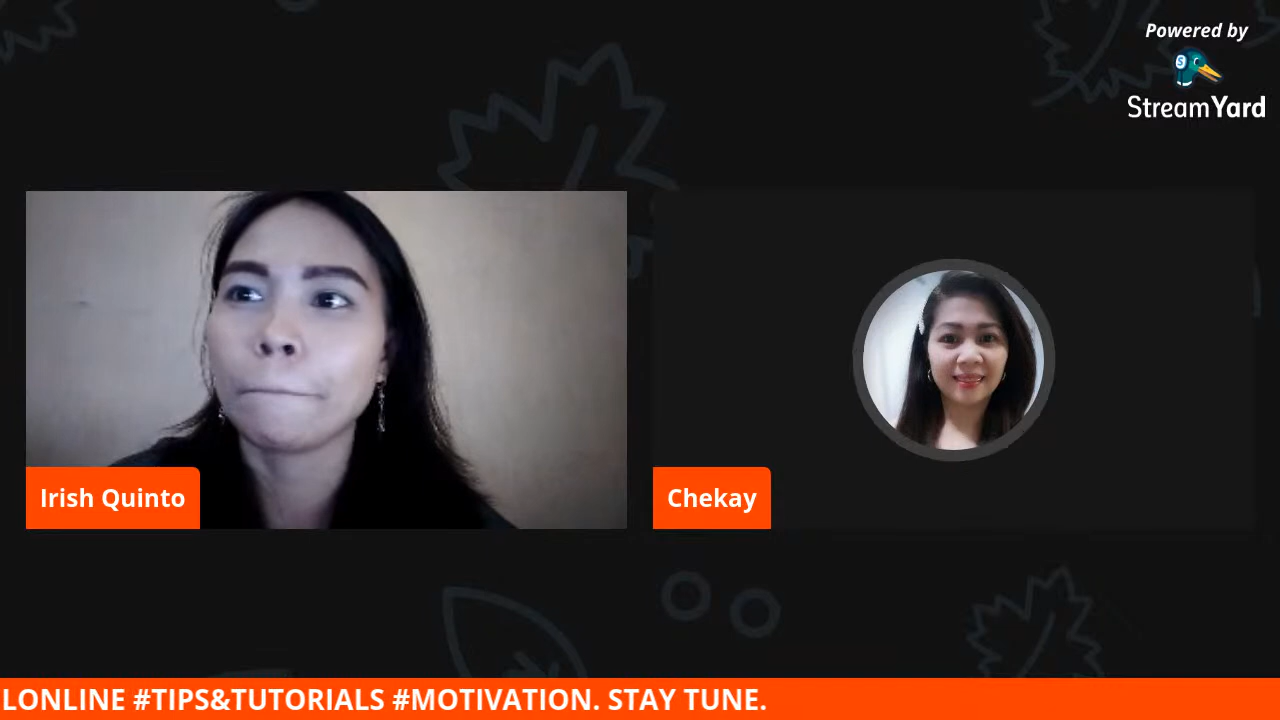 Powered by
StreamYard
Irish Quinto
Chekay
LONLINE #TIPS&TUTORIALS #MOTIVATION. STAY TUNE.